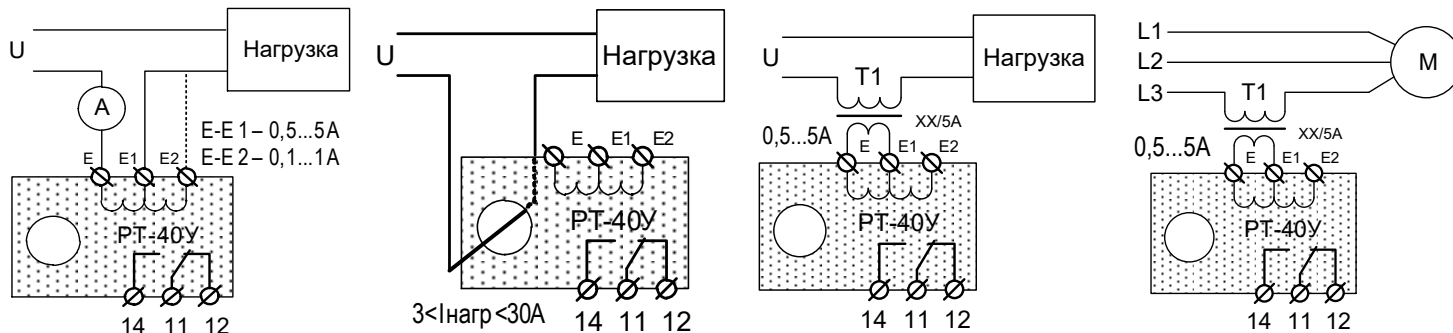 U
Нагрузка
A
E-E 1 – 0,5...5A
E-E 2 – 0,1...1A
E E1 E2
РТ-40У
14 11 12
U
Нагрузка
E E1 E2
РТ-40У
3<Iнагр<30А
14 11 12
U
Нагрузка
T1
0,5...5A
XX/5A
E E1 E2
РТ-40У
14 11 12
L1
L2
L3
M
T1
0,5...5A
XX/5A
E E1 E2
РТ-40У
14 11 12